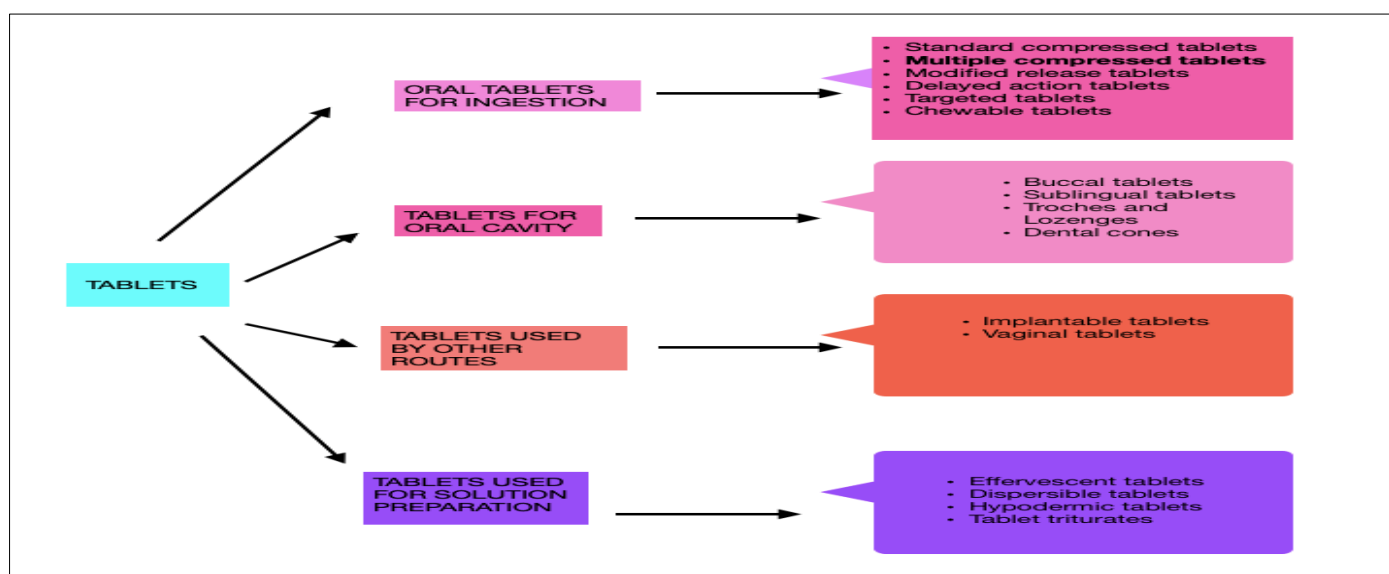 TABLETS
ORAL TABLETS
FOR INGESTION
• Standard compressed tablets
• Multiple compressed tablets
• Modified release tablets
• Delayed action tablets
• Targeted tablets
• Chewable tablets
TABLETS FOR
ORAL CAVITY
• Buccal tablets
• Sublingual tablets
• Troches and
Lozenges
• Dental cones
TABLETS USED
BY OTHER
ROUTES
• Implantable tablets
• Vaginal tablets
TABLETS USED
FOR SOLUTION
PREPARATION
• Effervescent tablets
• Dispersible tablets
• Hypodermic tablets
• Tablet triturates